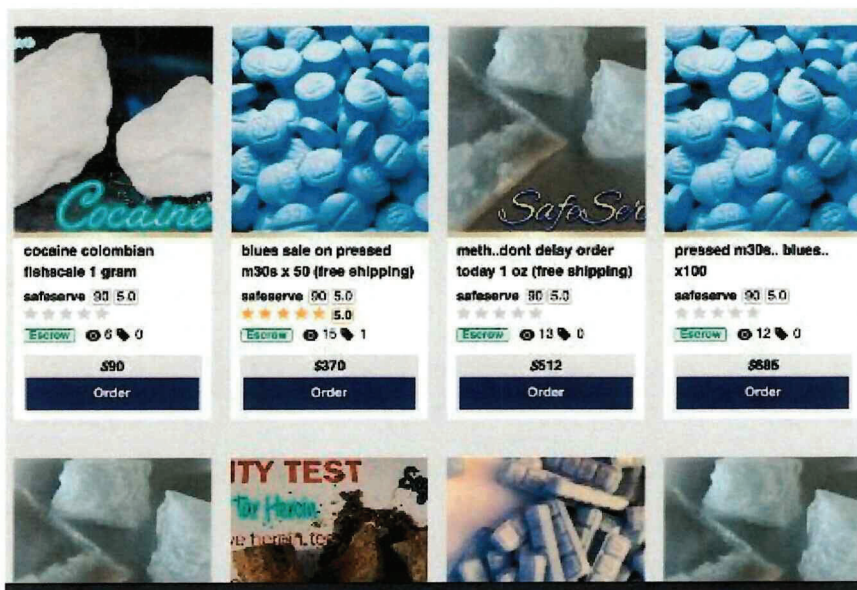 Cocaine
SafeSer
cocaine colombian
fishscale 1 gram
safeserve 90 5.0
Escrow 6 0
$90
Order
blues sale on pressed
m30s x 50 (free shipping)
safeserve 90 5.0
5.0
Escrow 15 1
$370
Order
meth..dont delay order
today 1 oz (free shipping)
safeserve 90 5.0
Escrow 13 0
$512
Order
pressed m30s.. blues..
x100
safeserve 90 5.0
Escrow 12 0
Order
ITY TEST
Tar Heroin